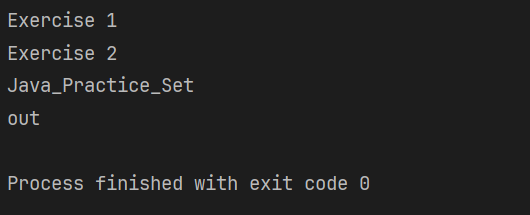 Exercise 1
Exercise 2
Java_Practice_Set
out
Process finished with exit code 0